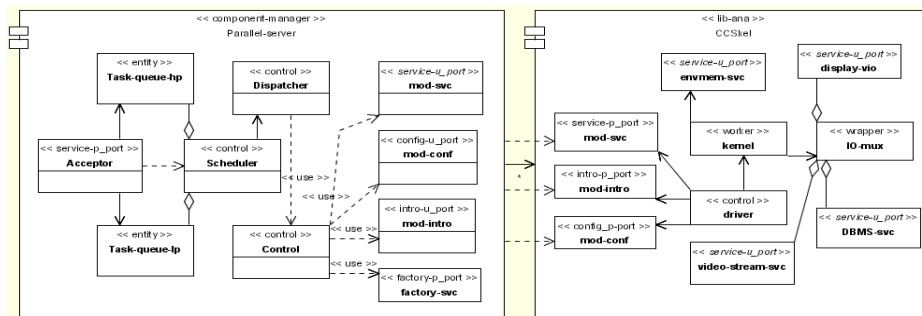 << component-manager >>
Parallel-server
<< entity >>
Task-queue-hp
<< control >>
Dispatcher
<< service-u_port >>
mod-svc
<< service-p_port >>
Acceptor
<< control >>
Scheduler
<< config-u_port >>
mod-conf
<< use >>
<< use >>
<< entity >>
Task-queue-lp
<< control >>
Control
<< use >>
<< intro-u_port >>
mod-intro
<< use >>
<< factory-p_port >>
factory-svc
*
<< lib-ana >>
CCSkel
<< service-u_port >>
envmem-svc
<< service-u_port >>
display-vio
<< service-p_port >>
mod-svc
<< worker >>
kernel
<< wrapper >>
IO-mux
<< intro-p_port >>
mod-intro
<< control >>
driver
<< config_p-port >>
mod-conf
<< service-u_port >>
DBMS-svc
<< service-u_port >>
video-stream-svc